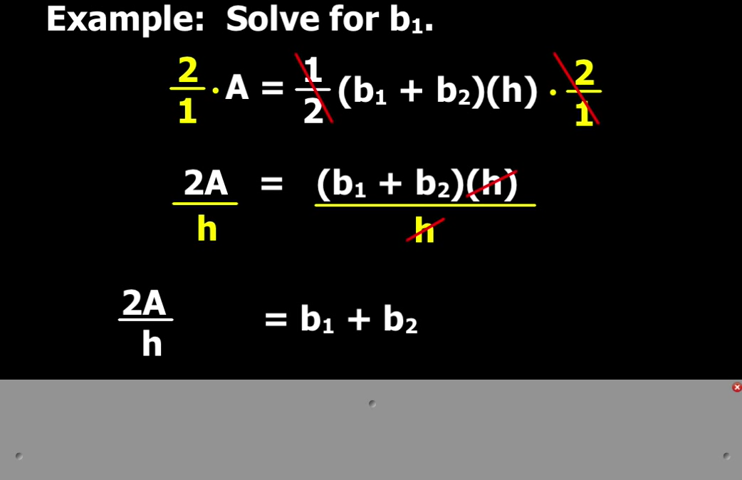 Example: Solve for b₁.
2/1 · A = 1/2 (b₁ + b₂)(h) · 2/1
2A/h = (b₁ + b₂)(h)/h
2A/h = b₁ + b₂